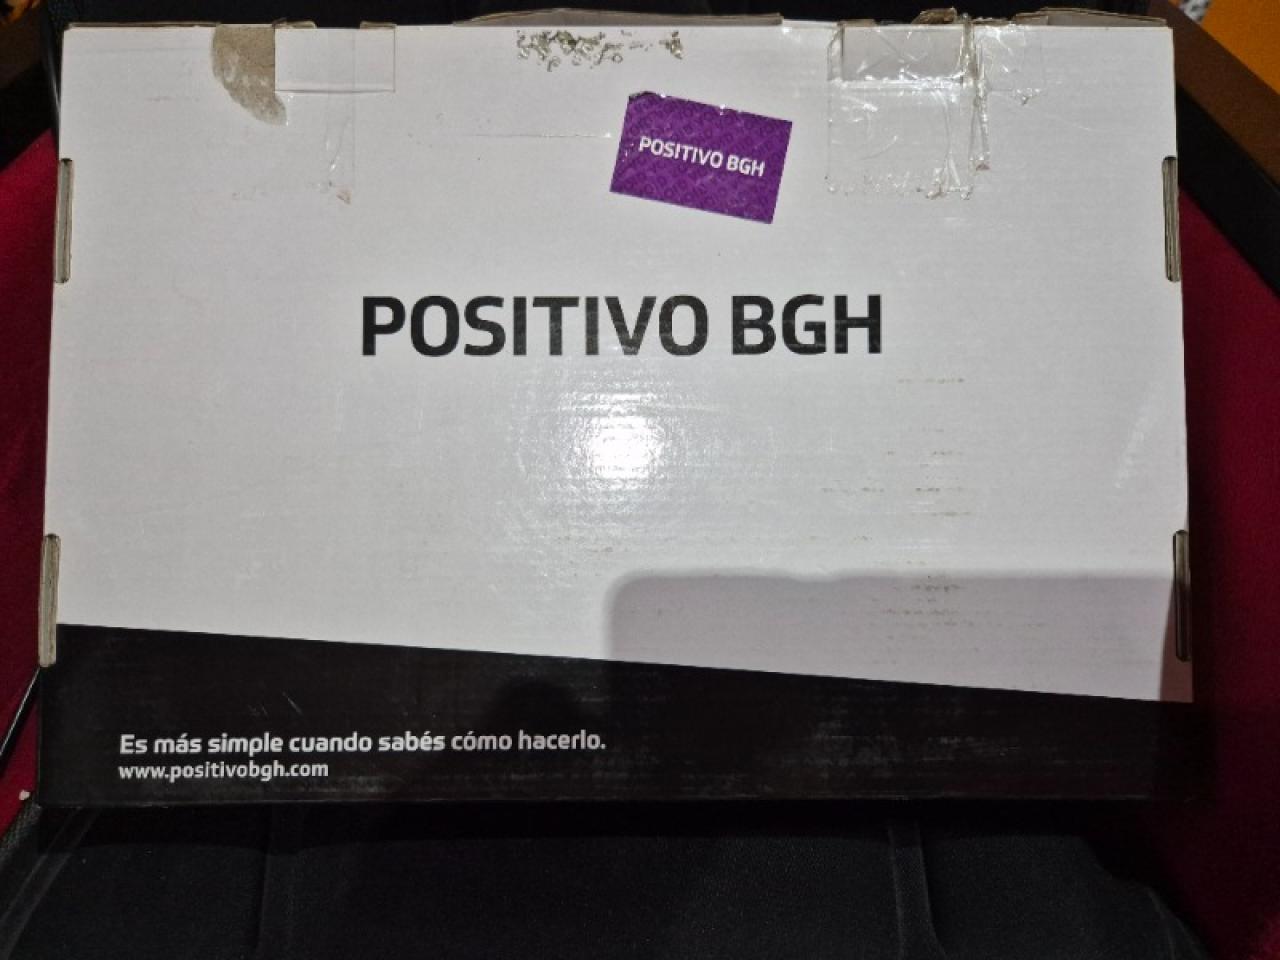 POSITIVO BGH
POSITIVO BGH
Es más simple cuando sabés cómo hacerlo.
www.positivobgh.com